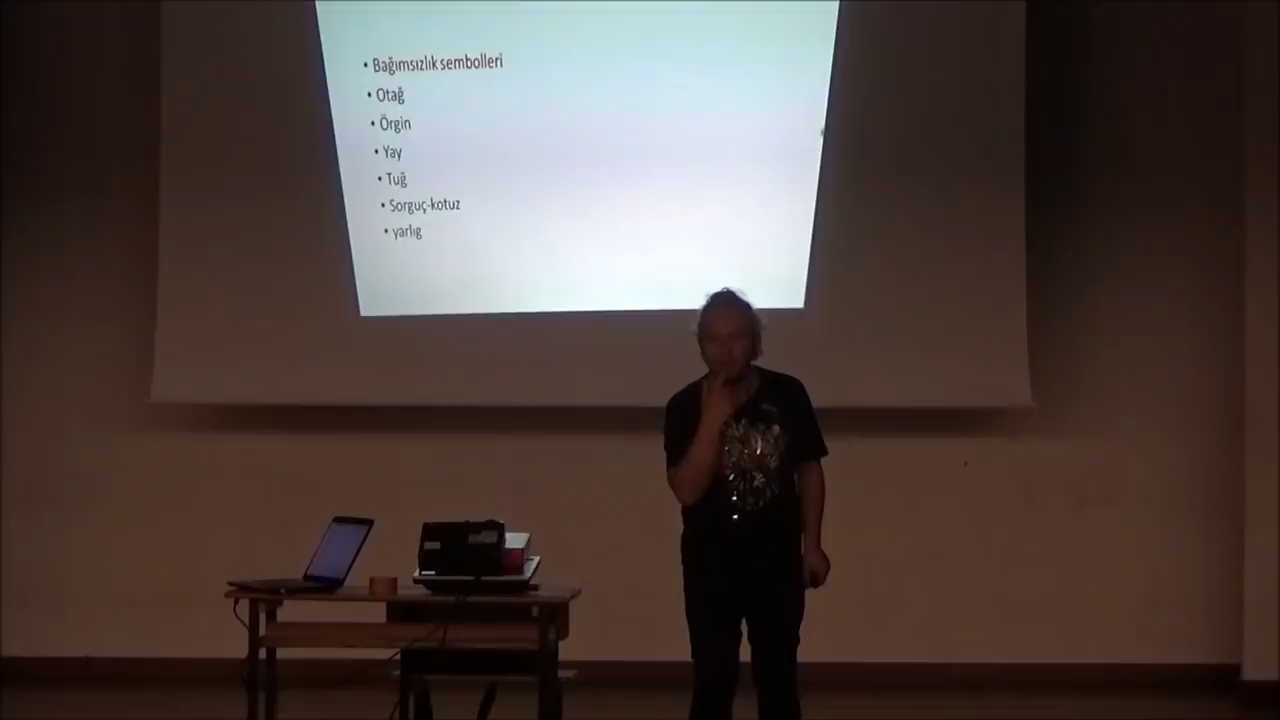 • Bağımsızlık sembolleri
• Otağ
• Örgin
• Yay
• Tuğ
• Sorguç-kotuz
• yarlıg